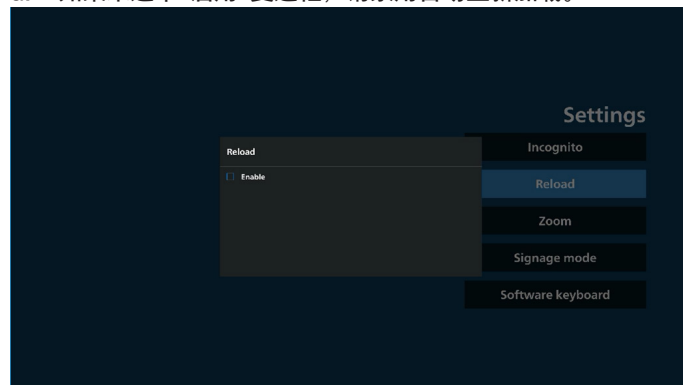 Settings
Incognito
Reload
Enable
Reload
Zoom
Signage mode
Software keyboard